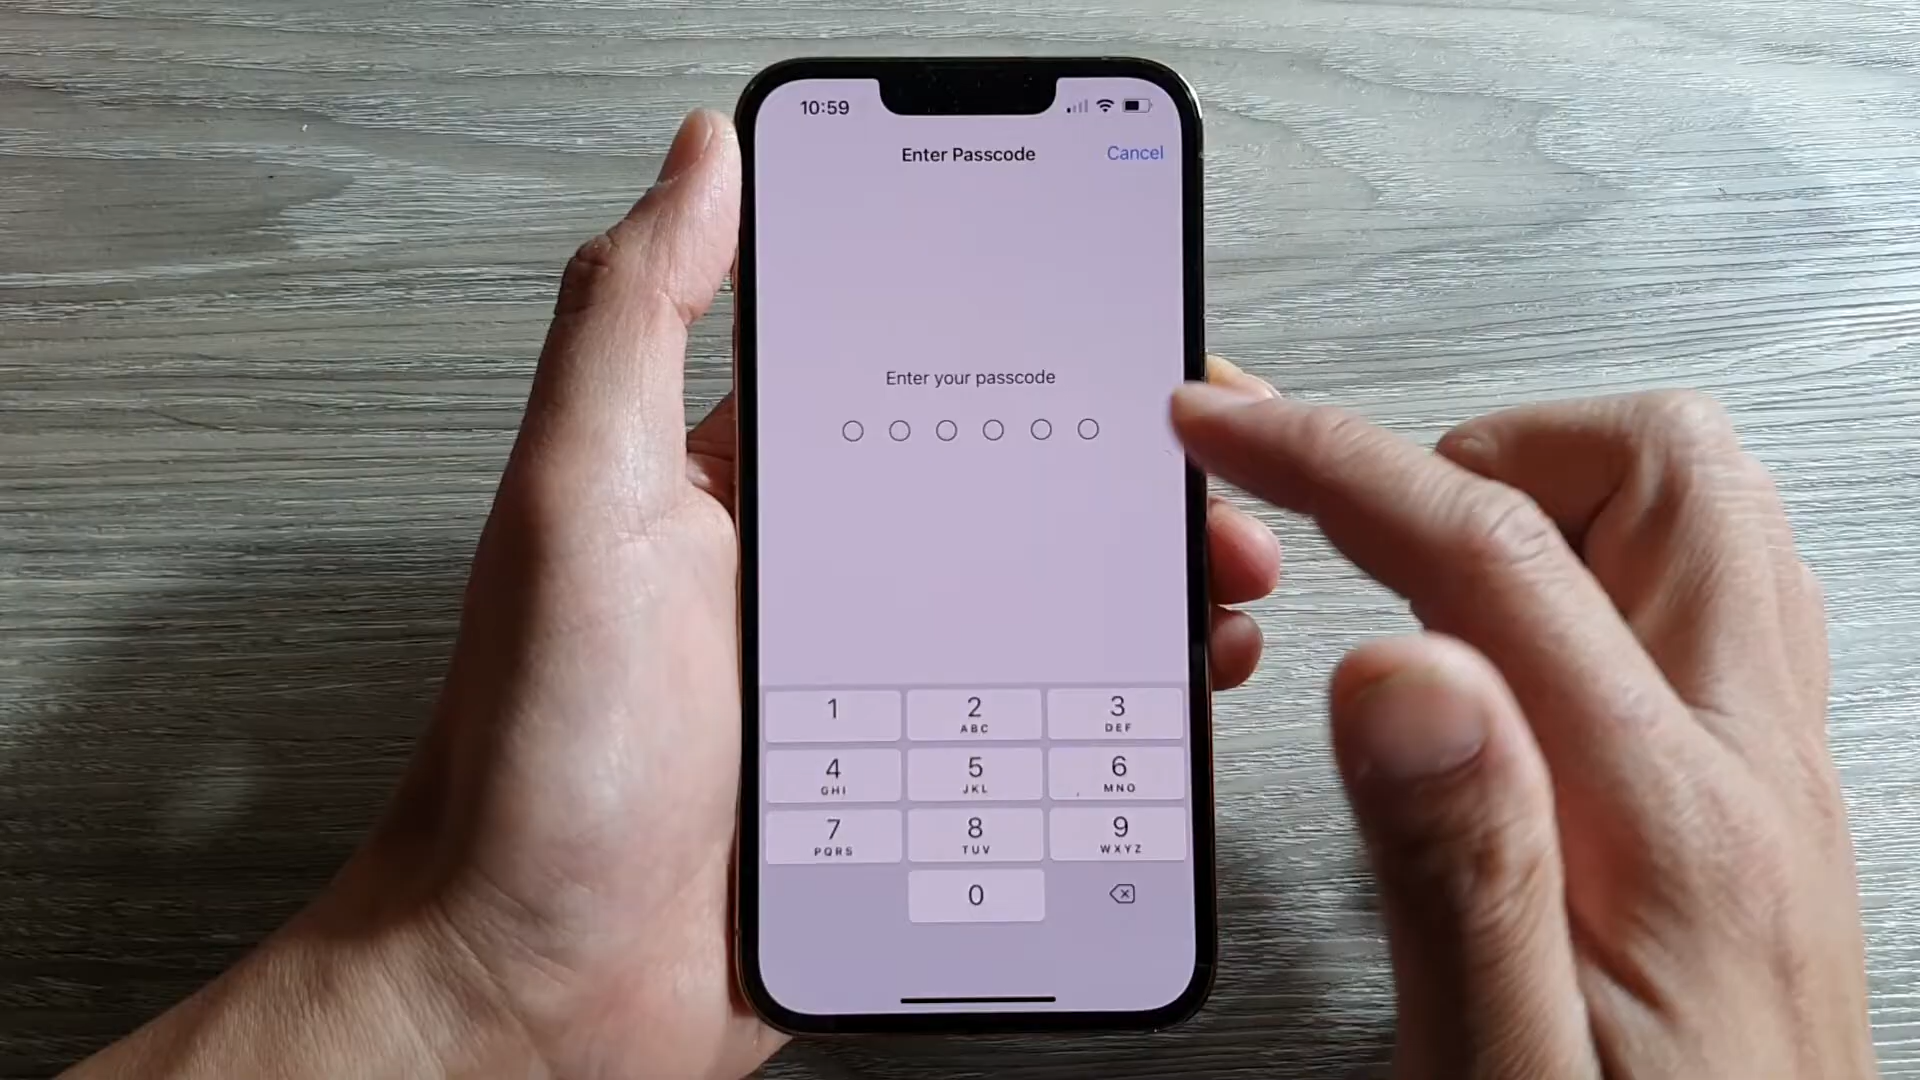 10:59
Enter Passcode Cancel
Enter your passcode
1 2 3
ABC DEF
4 5 6
GHI JKL MNO
7 8 9
PQRS TUV WXYZ
0